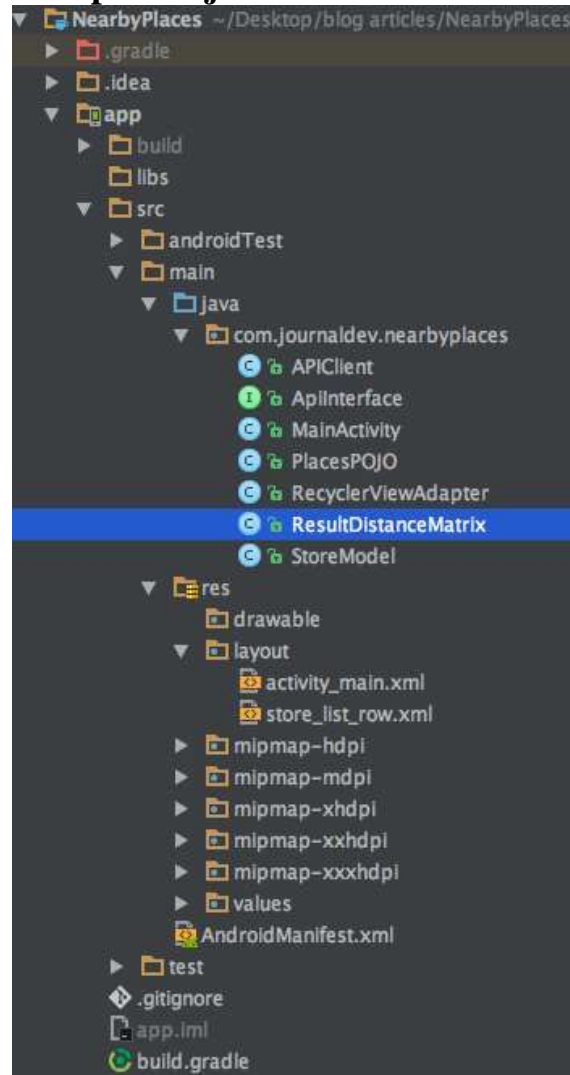 NearbyPlaces ~/Desktop/blog articles/NearbyPlaces
.gradle
.idea
app
build
libs
src
androidTest
main
java
com.journaldev.nearbyplaces
C APIClient
I ApiInterface
C MainActivity
C PlacesPOJO
C RecyclerViewAdapter
C ResultDistanceMatrix
C StoreModel
res
drawable
layout
activity_main.xml
store_list_row.xml
mipmap-hdpi
mipmap-mdpi
mipmap-xhdpi
mipmap-xxhdpi
mipmap-xxxhdpi
values
AndroidManifest.xml
test
.gitignore
app.iml
build.gradle